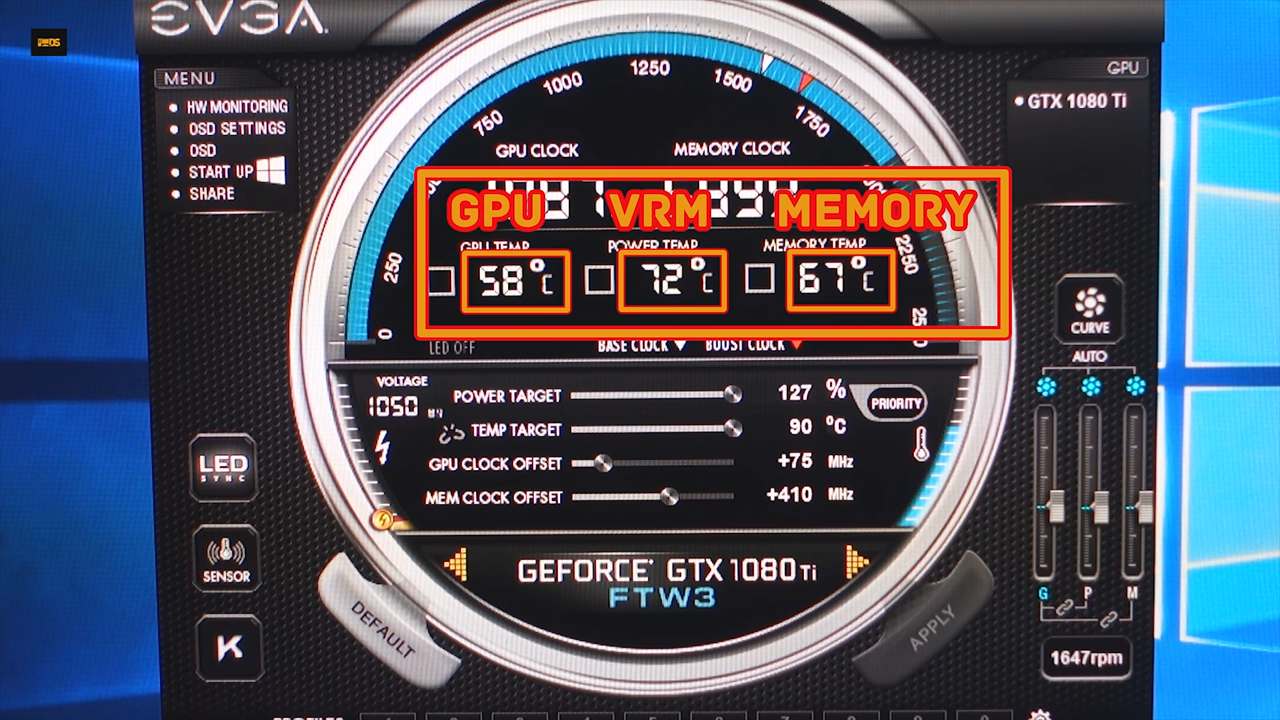 EVGA
MENU
HW MONITORING
OSD SETTINGS
OSD
START UP
SHARE
GPU
GTX 1080 Ti
0
250
750
1000
1250
1500
1750
2250
GPU CLOCK
MEMORY CLOCK
GPU VRM MEMORY
GPU TEMP POWER TEMP MEMORY TEMP
58°C 72°C 67°C
LED OFF
BASE CLOCK
BOOST CLOCK
VOLTAGE
1050
POWER TARGET 127 %
TEMP TARGET 90 °C
GPU CLOCK OFFSET +75 MHz
MEM CLOCK OFFSET +410 MHz
PRIORITY
GEFORCE GTX 1080 Ti
FTW3
DEFAULT
APPLY
LED
SYNC
SENSOR
K
CURVE
AUTO
G P M
1647rpm
PROFILES